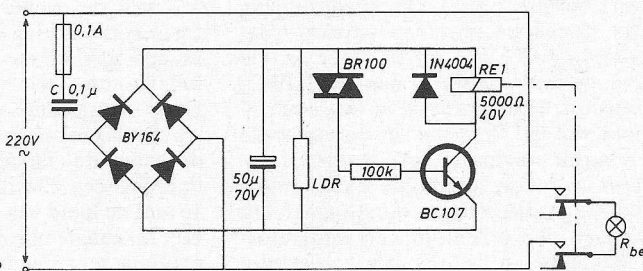 0,1A
C 0,1μ
220V
~
BY164
50μ
70V
LDR
BR100
1N4004
RE1
5000Ω
40V
100k
BC107
R be